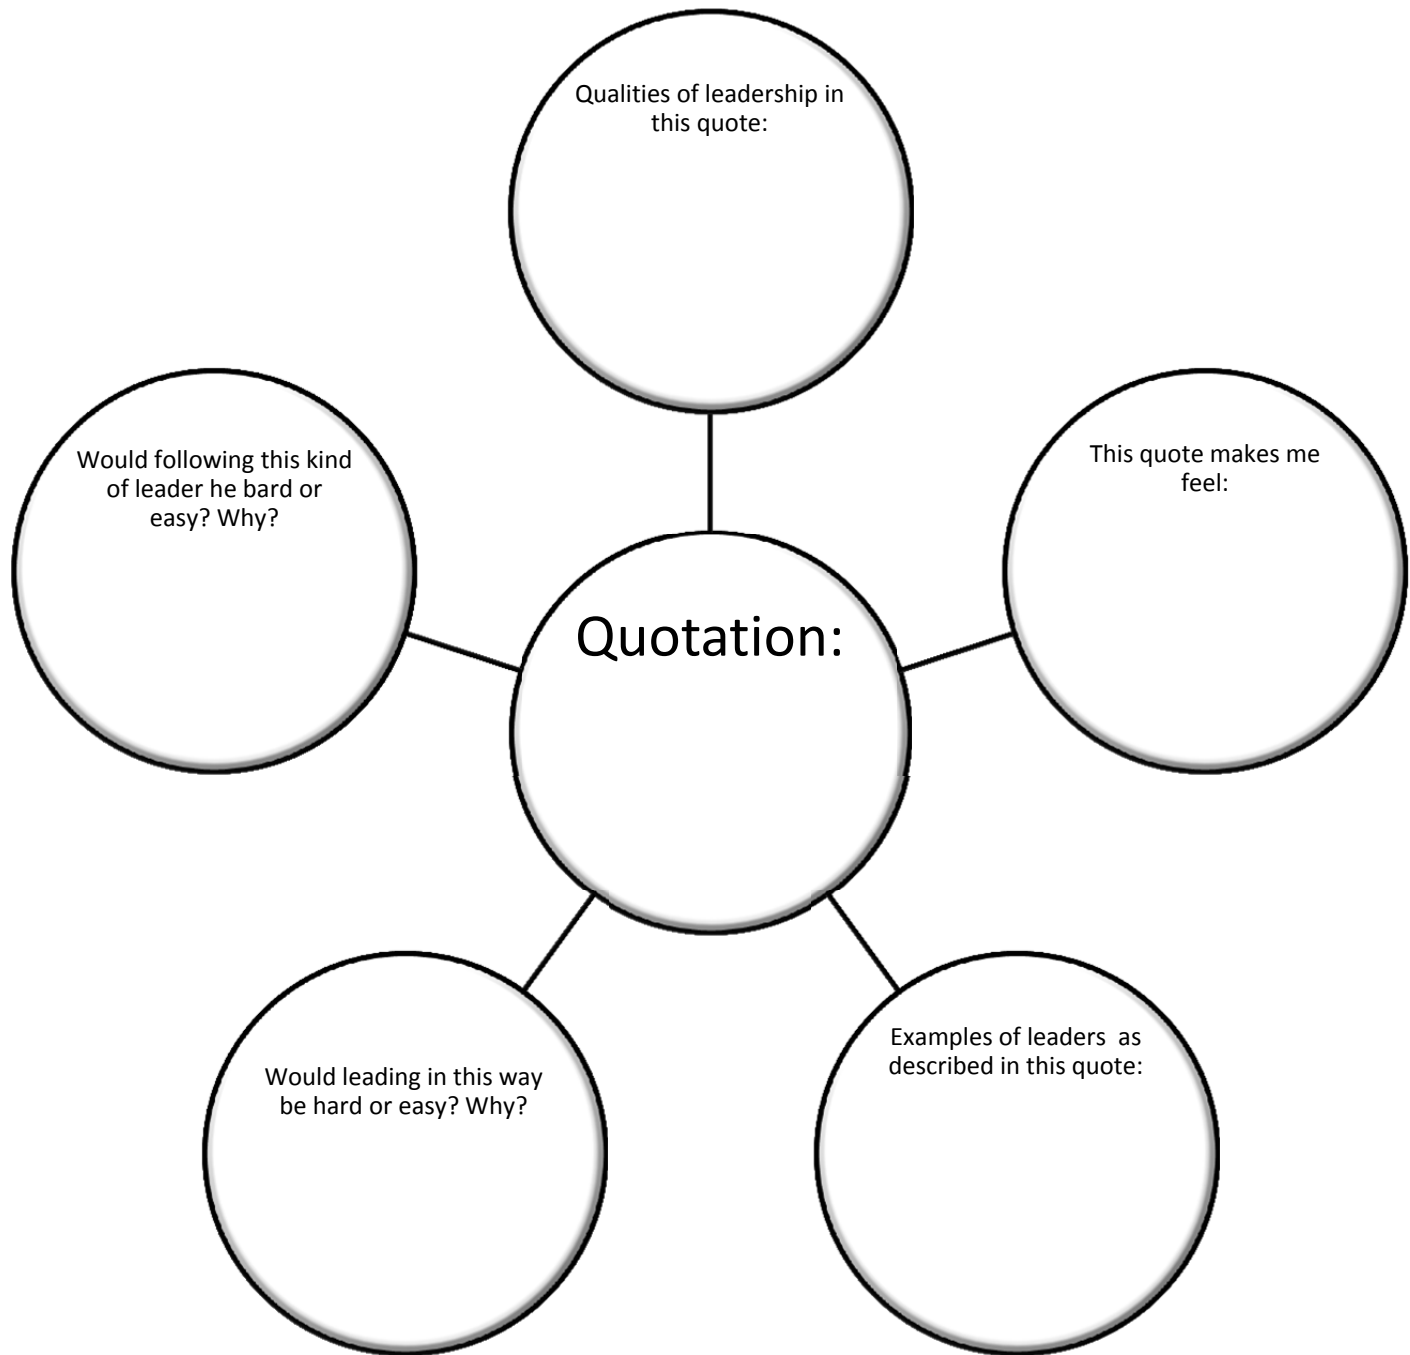 Qualities of leadership in
this quote:
Would following this kind
of leader he bard or
easy? Why?
This quote makes me
feel:
Quotation:
Would leading in this way
be hard or easy? Why?
Examples of leaders  as
described in this quote: